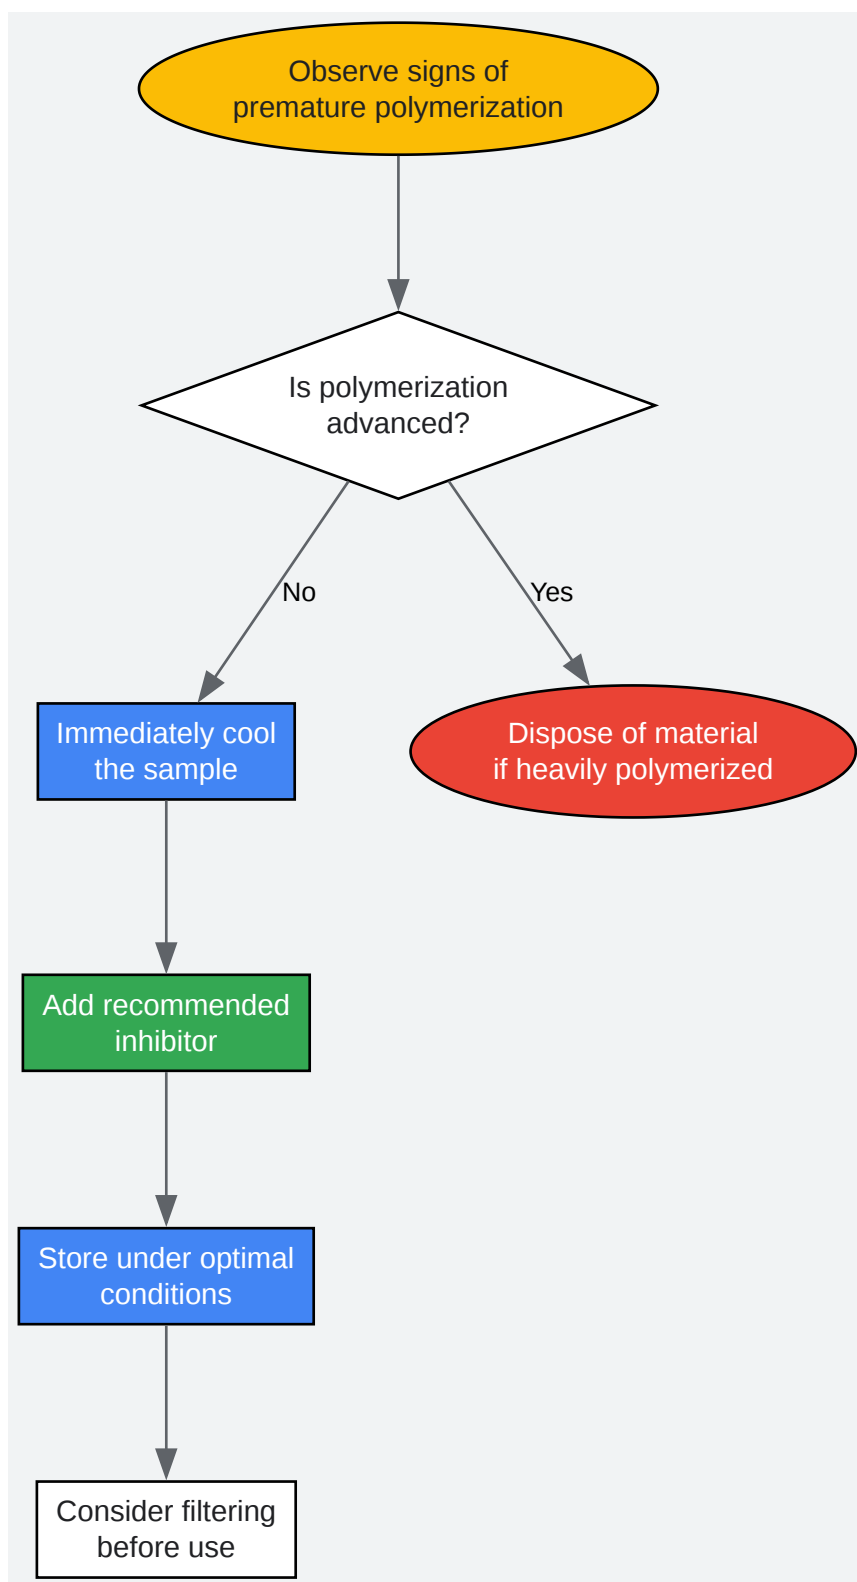 Observe signs of
premature polymerization
Is polymerization
advanced?
No
Yes
Immediately cool
the sample
Dispose of material
if heavily polymerized
Add recommended
inhibitor
Store under optimal
conditions
Consider filtering
before use